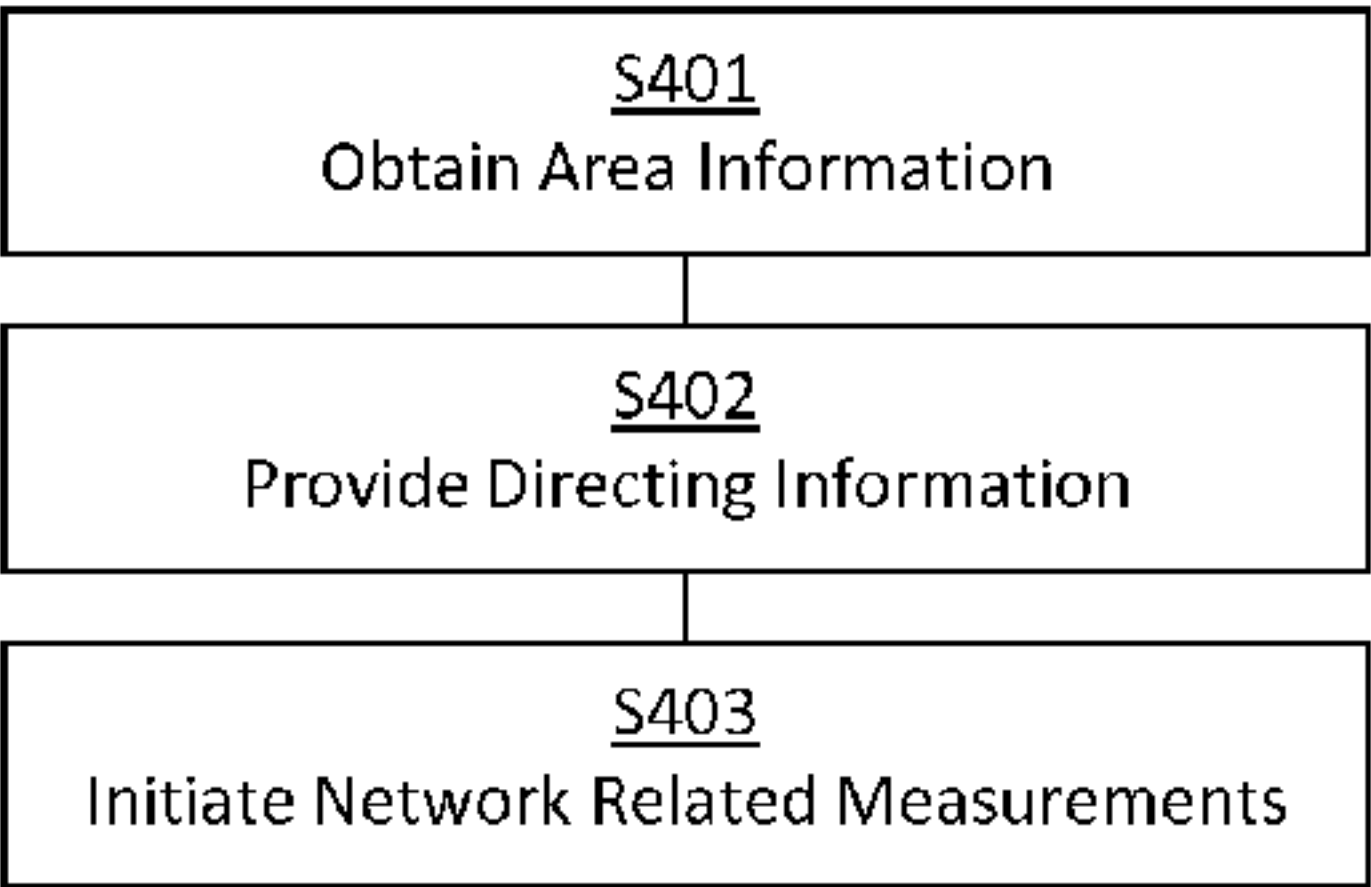 S401
Obtain Area Information
S402
Provide Directing Information
S403
Initiate Network Related Measurements